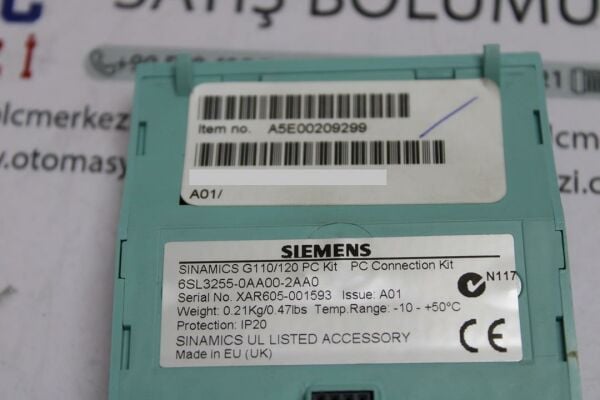 SATIŞ BÖLÜMÜ
Item no. A5E00209299
A01/
SIEMENS
SINAMICS G110/120 PC Kit PC Connection Kit
6SL3255-0AA00-2AA0
Serial No. XAR605-001593 Issue: A01
Weight: 0.21Kg/0.47lbs Temp.Range: -10 - +50°C
Protection: IP20
SINAMICS UL LISTED ACCESSORY
Made in EU (UK)
N117
CE